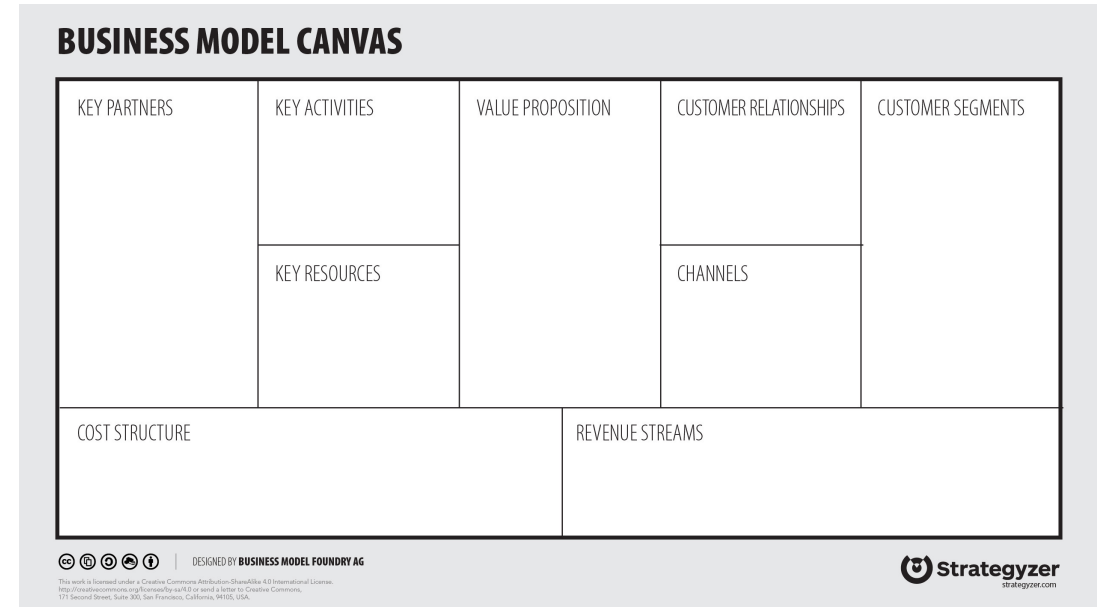 BUSINESS MODEL CANVAS
KEY PARTNERS
KEY ACTIVITIES
KEY RESOURCES
VALUE PROPOSITION
CUSTOMER RELATIONSHIPS
CHANNELS
CUSTOMER SEGMENTS
COST STRUCTURE
REVENUE STREAMS
cc
DESIGNED BY BUSINESS MODEL FOUNDRY AG
This work is licensed under a Creative Commons Attribution-ShareAlike 4.0 International License.
http://creativecommons.org/licenses/by-sa/4.0 or send a letter to Creative Commons,
171 Second Street, Suite 300, San Francisco, California, 94105, USA.
Strategyzer
strategyzer.com